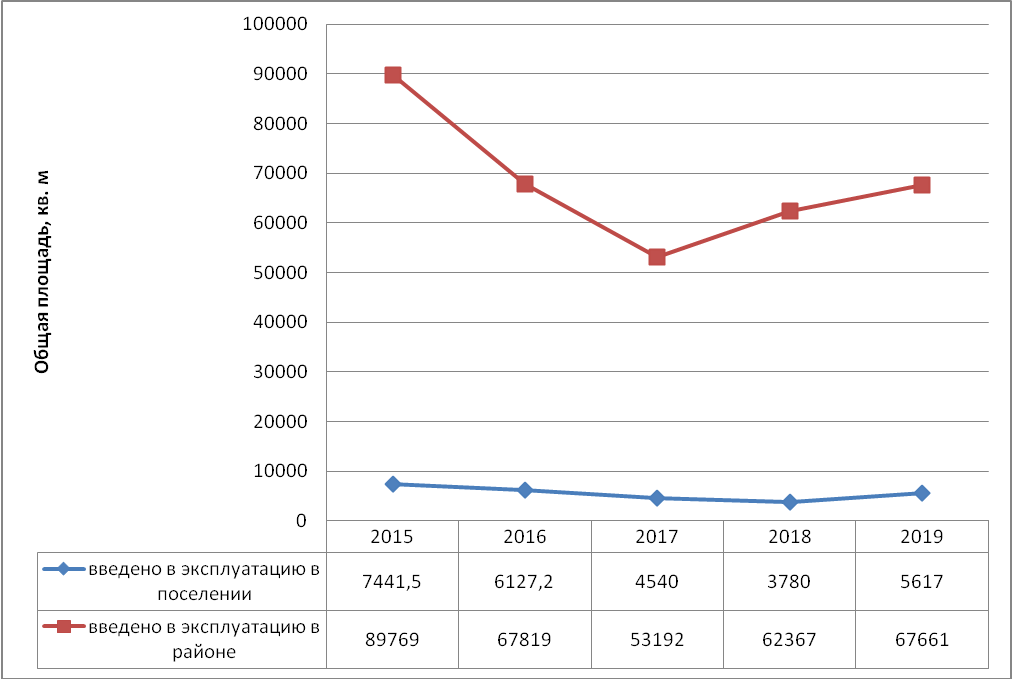 Общая площадь, кв. м
100000
90000
80000
70000
60000
50000
40000
30000
20000
10000
0
2015 2016 2017 2018 2019
введено в эксплуатацию в
поселении
7441,5 6127,2 4540 3780 5617
введено в эксплуатацию в
районе
89769 67819 53192 62367 67661